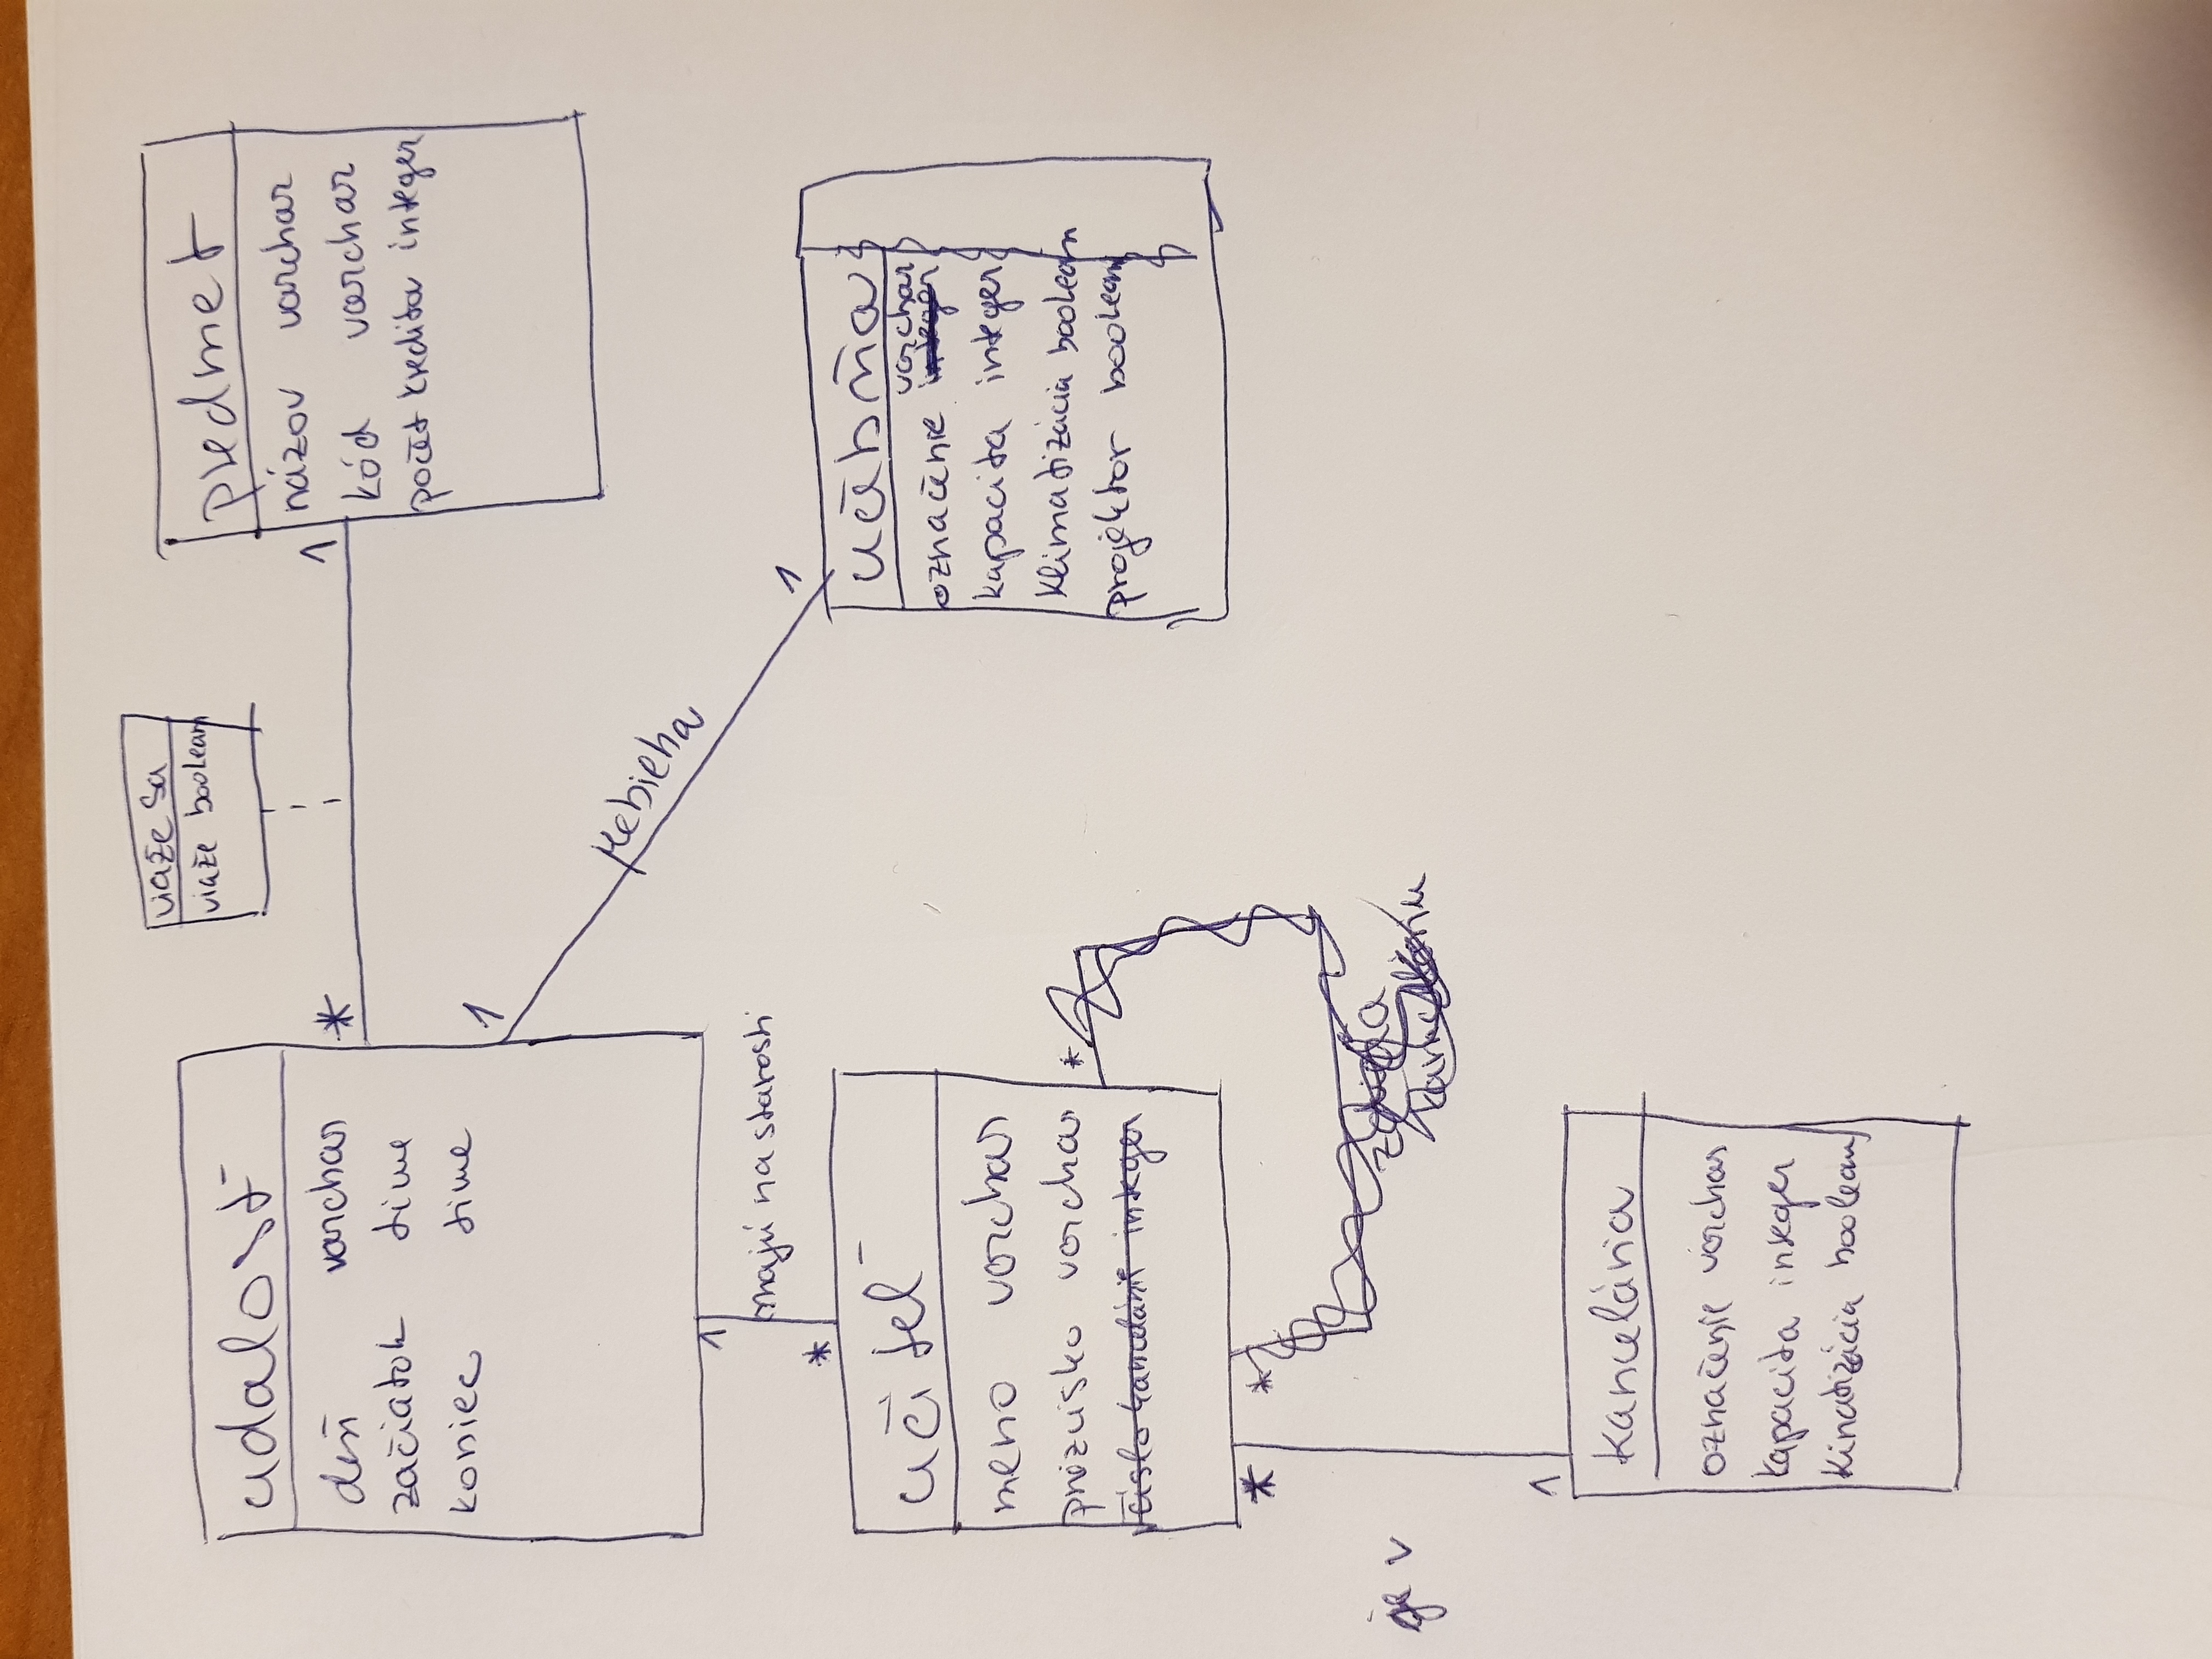 viaže sa
viaže boolean
udalosť
deň varchar
začiatok time
koniec time
*
1
predmet
názov varchar
kód varchar
počet kreditov integer
1
prebieha
1
1
majú na starosti
*
učiteľ
meno varchar
priezvisko varchar
číslo kancelárie integer
*
učebňa
varchar
označenie integer
kapacita integer
klimatizácia boolean
projektor boolean
*
*
zdieľa
kanceláriu
je v
1
kancelária
označenie varchar
kapacita integer
klimatizácia boolean